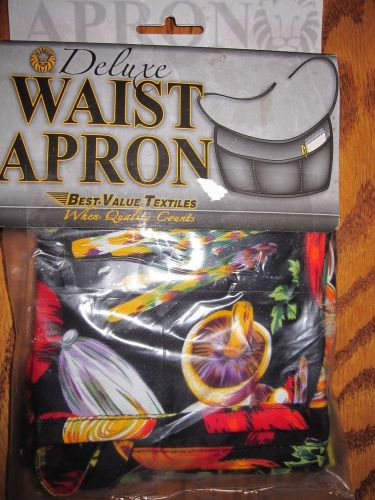 APRON
Deluxe
WAIST
APRON
BEST-VALUE TEXTILES
When Quality Counts